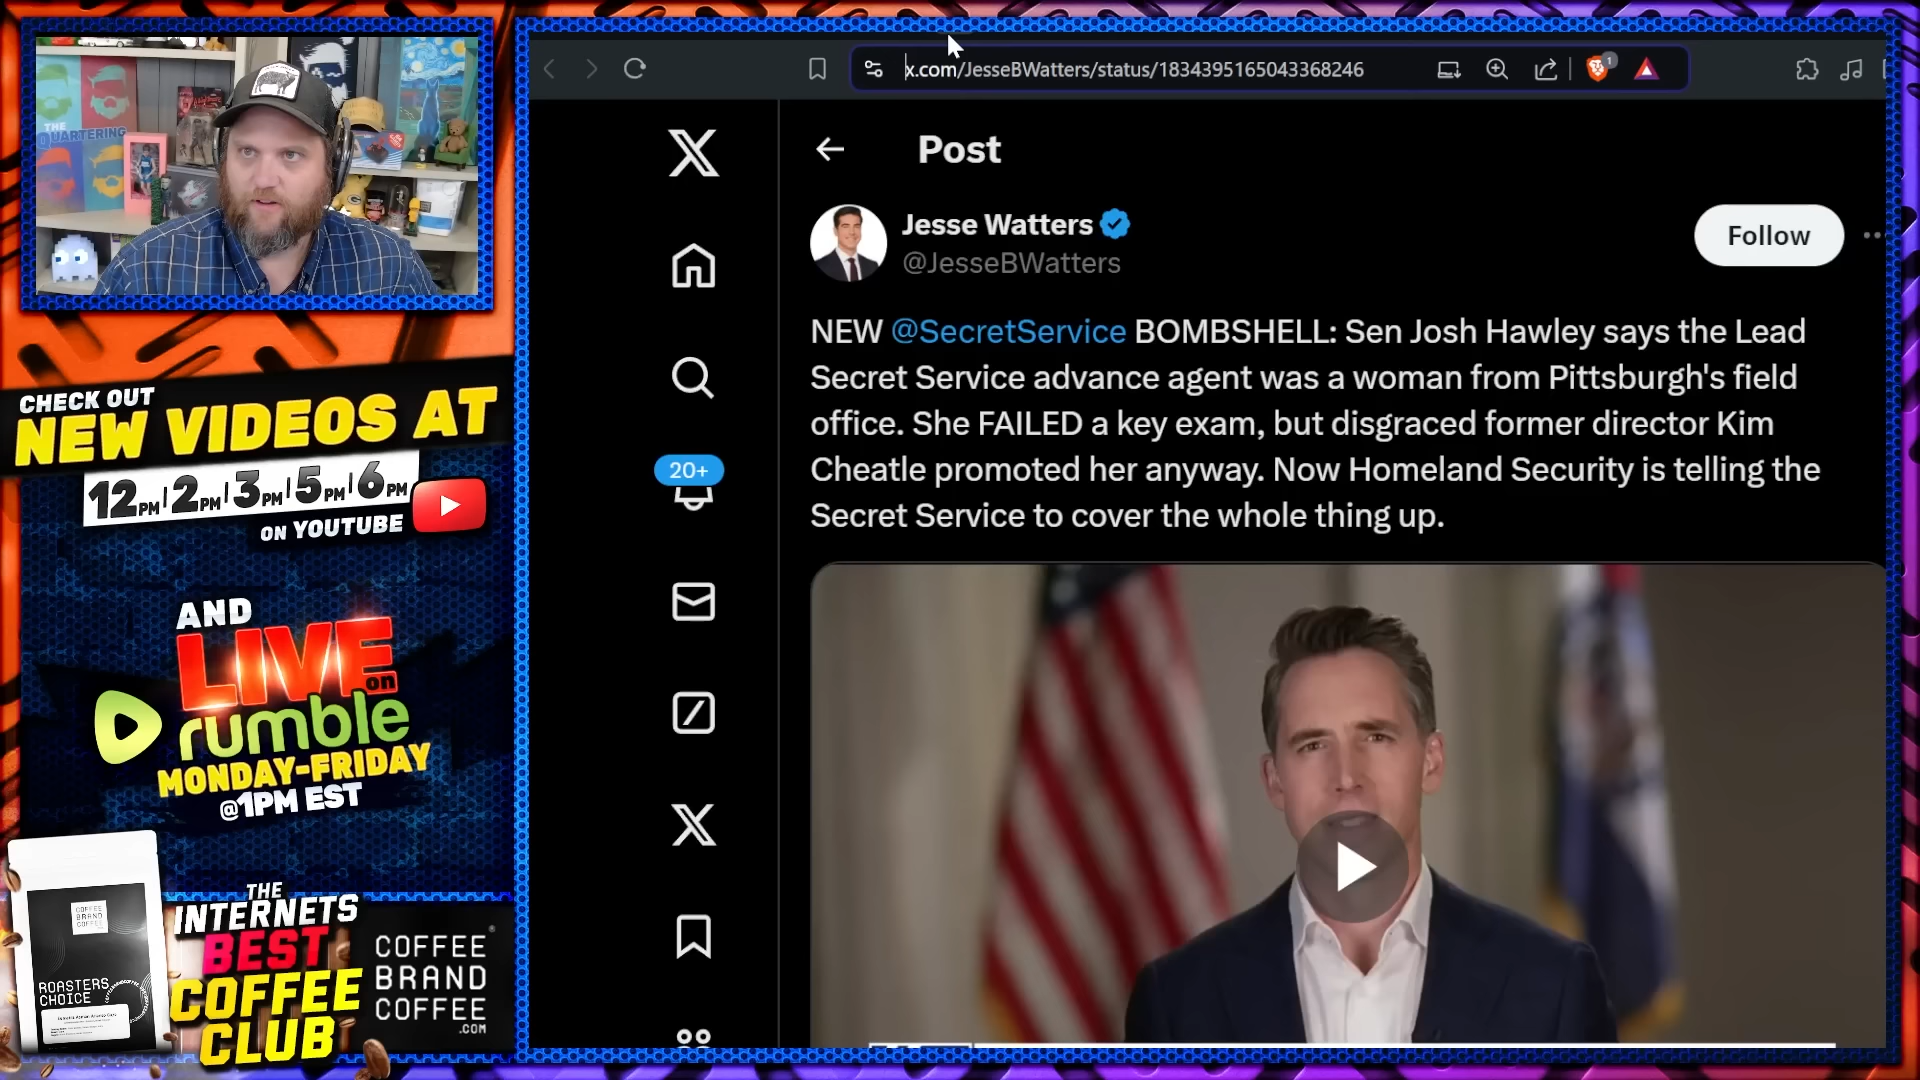 THE
QUARTERING
CHECK OUT
NEW VIDEOS AT
12PM | 2PM | 3PM | 5PM | 6PM
ON YOUTUBE
AND
LIVE
on
rumble
MONDAY-FRIDAY
@1PM EST
COFFEE
BRAND
COFFEE
ROASTERS
CHOICE
THE
INTERNETS
BEST
COFFEE
CLUB
COFFEE
BRAND
COFFEE
.COM
x.com/JesseBWatters/status/1834395165043368246
1
Post
Jesse Watters
@JesseBWatters
Follow
NEW @SecretService BOMBSHELL: Sen Josh Hawley says the Lead
Secret Service advance agent was a woman from Pittsburgh's field
office. She FAILED a key exam, but disgraced former director Kim
Cheatle promoted her anyway. Now Homeland Security is telling the
Secret Service to cover the whole thing up.
20+